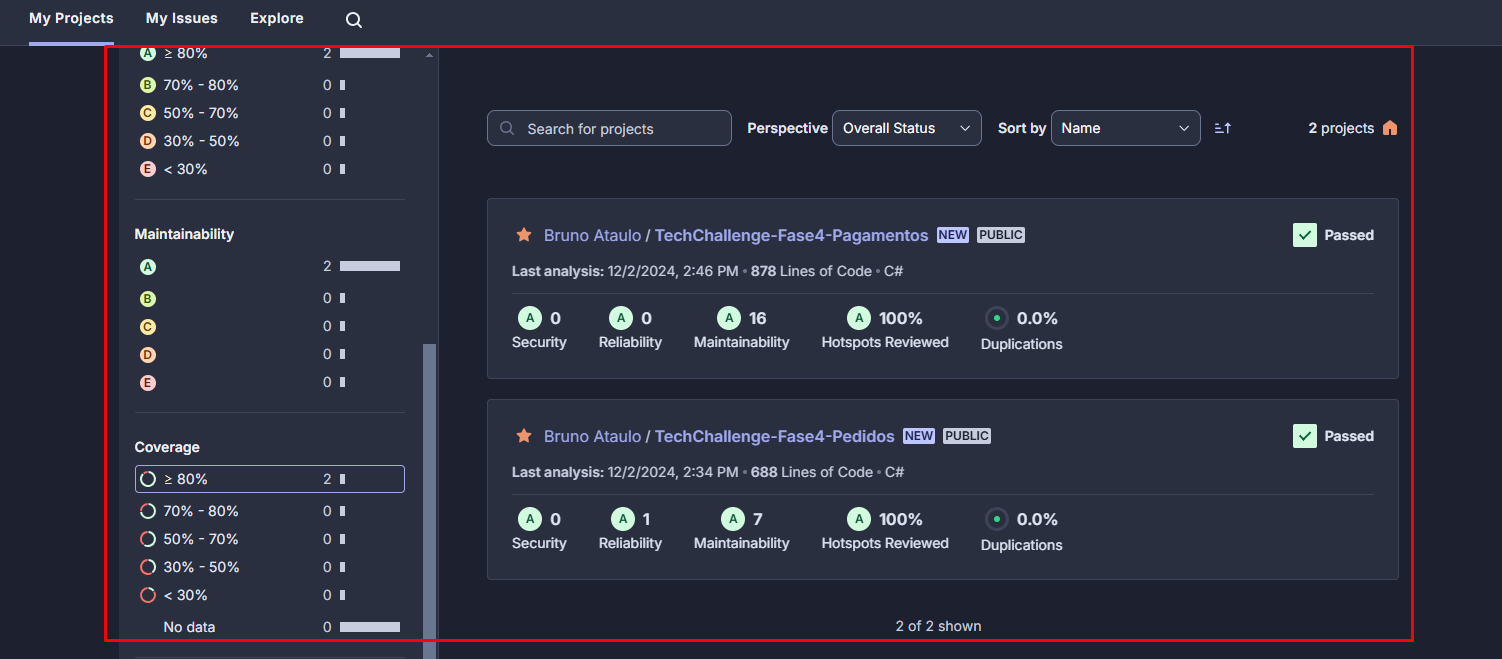 My Projects My Issues Explore
A ≥ 80% 2
B 70% - 80% 0
C 50% - 70% 0
D 30% - 50% 0
E < 30% 0
Maintainability
A 2
B 0
C 0
D 0
E 0
Coverage
≥ 80% 2
70% - 80% 0
50% - 70% 0
30% - 50% 0
< 30% 0
No data 0
Search for projects Perspective Overall Status Sort by Name 2 projects
Bruno Ataulo / TechChallenge-Fase4-Pagamentos NEW PUBLIC Passed
Last analysis: 12/2/2024, 2:46 PM • 878 Lines of Code • C#
A 0 A 0 A 16 A 100% 0.0%
Security Reliability Maintainability Hotspots Reviewed Duplications
Bruno Ataulo / TechChallenge-Fase4-Pedidos NEW PUBLIC Passed
Last analysis: 12/2/2024, 2:34 PM • 688 Lines of Code • C#
A 0 A 1 A 7 A 100% 0.0%
Security Reliability Maintainability Hotspots Reviewed Duplications
2 of 2 shown